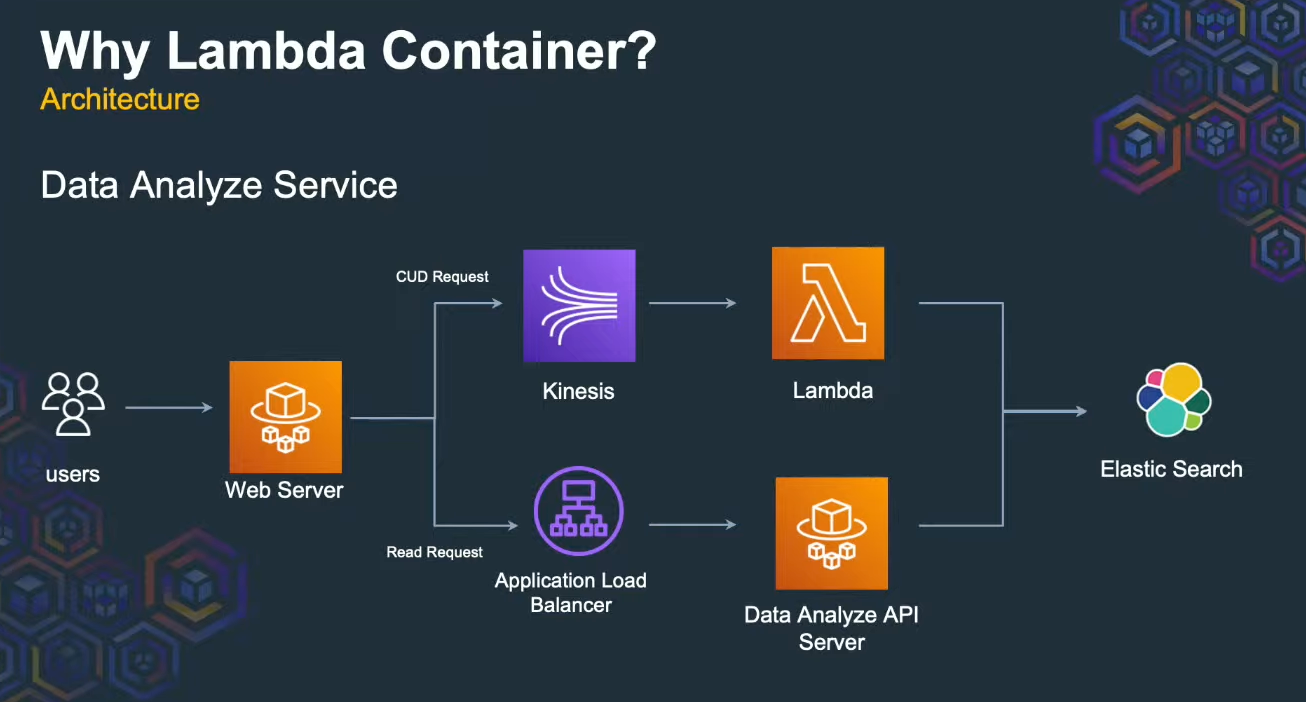 Why Lambda Container?
Architecture
Data Analyze Service
CUD Request
Kinesis
Lambda
users
Web Server
Elastic Search
Read Request
Application Load
Balancer
Data Analyze API
Server